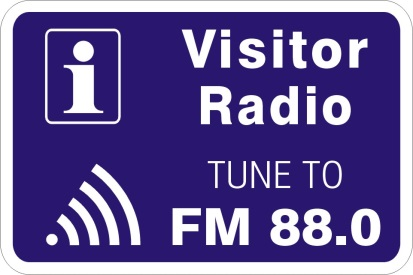 i
Visitor
Radio
TUNE TO
FM 88.0